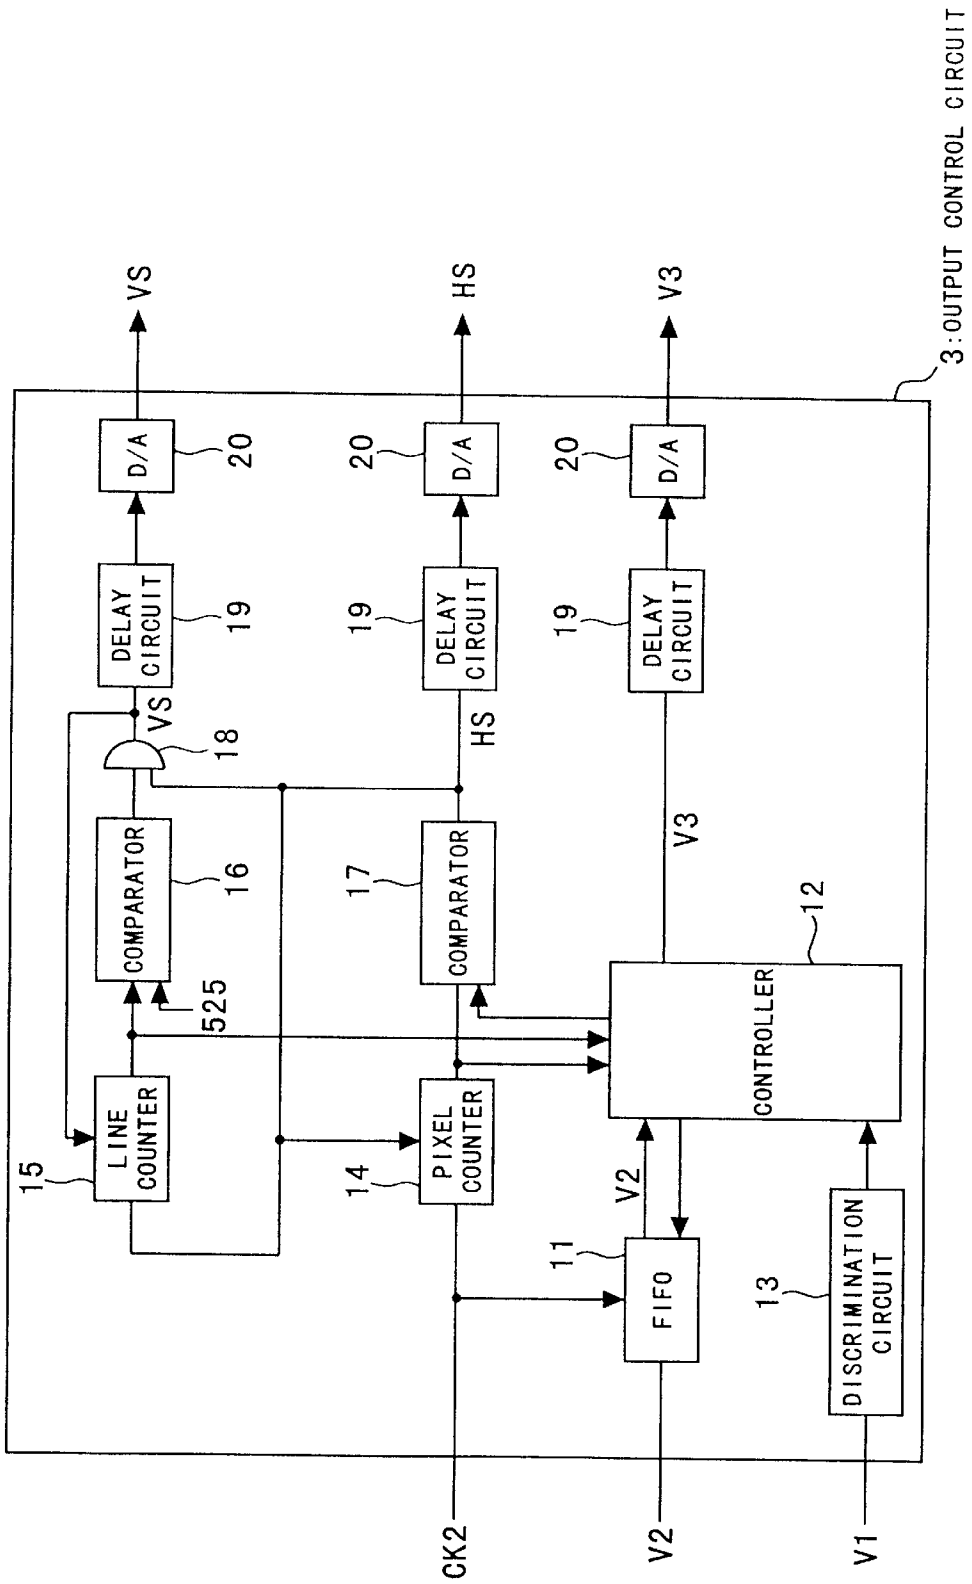 3:OUTPUT CONTROL CIRCUIT
VS
HS
V3
D/A
20
D/A
20
D/A
20
DELAY
CIRCUIT
19
DELAY
CIRCUIT
19
DELAY
CIRCUIT
19
VS
18
HS
V3
COMPARATOR
16
525
COMPARATOR
17
CONTROLLER
12
LINE
COUNTER
15
PIXEL
COUNTER
14
V2
FIFO
11
DISCRIMINATION
CIRCUIT
13
CK2
V2
V1